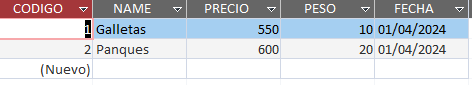 CODIGO NAME PRECIO PESO FECHA
1 Galletas 550 10 01/04/2024
2 Panques 600 20 01/04/2024
(Nuevo)